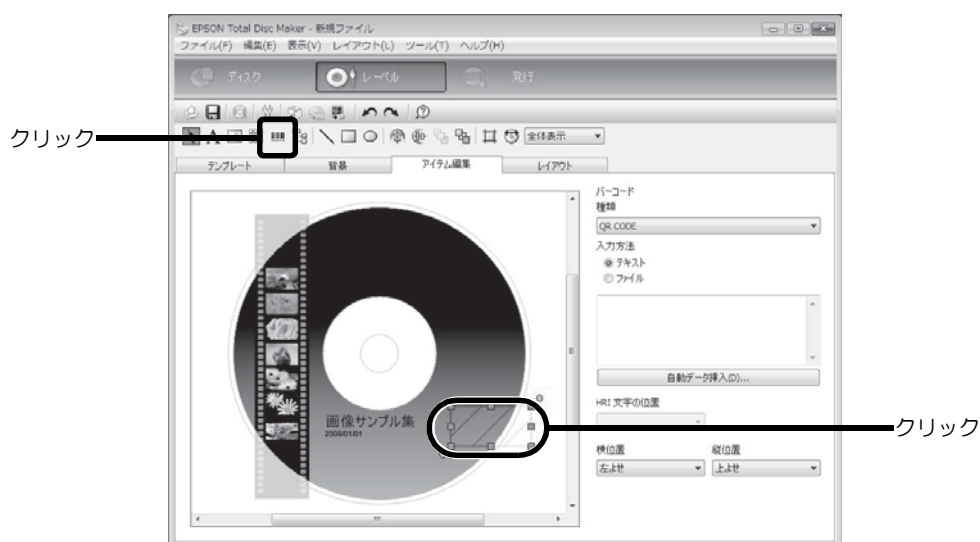 EPSON Total Disc Maker - 新規ファイル
ファイル(F) 編集(E) 表示(V) レイアウト(L) ツール(T) ヘルプ(H)
ディスク レーベル 発行
クリック
全体表示
テンプレート 背景 アイテム編集 レイアウト
バーコード
種類
QR CODE
入力方法
テキスト
ファイル
自動データ挿入(D)...
HRI 文字の位置
画像サンプル集
2009/01/01
クリック
横位置 縦位置
左よせ 上よせ